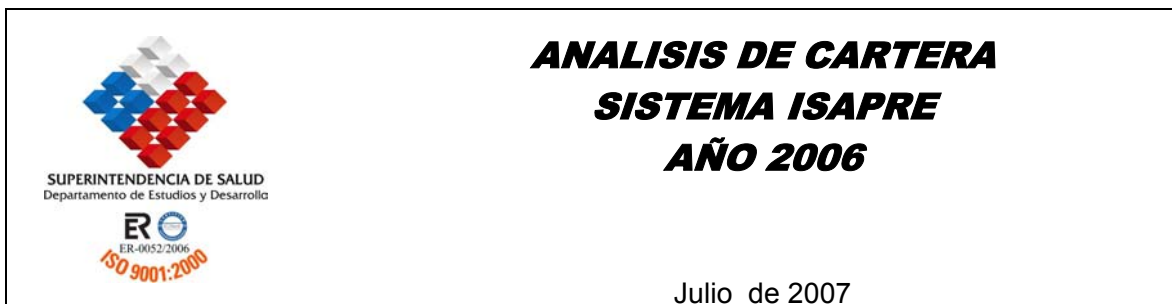 ANALISIS DE CARTERA
SISTEMA ISAPRE
AÑO 2006
SUPERINTENDENCIA DE SALUD
Departamento de Estudios y Desarrollo
ER
ER-0052/2006
ISO 9001:2000
Julio de 2007